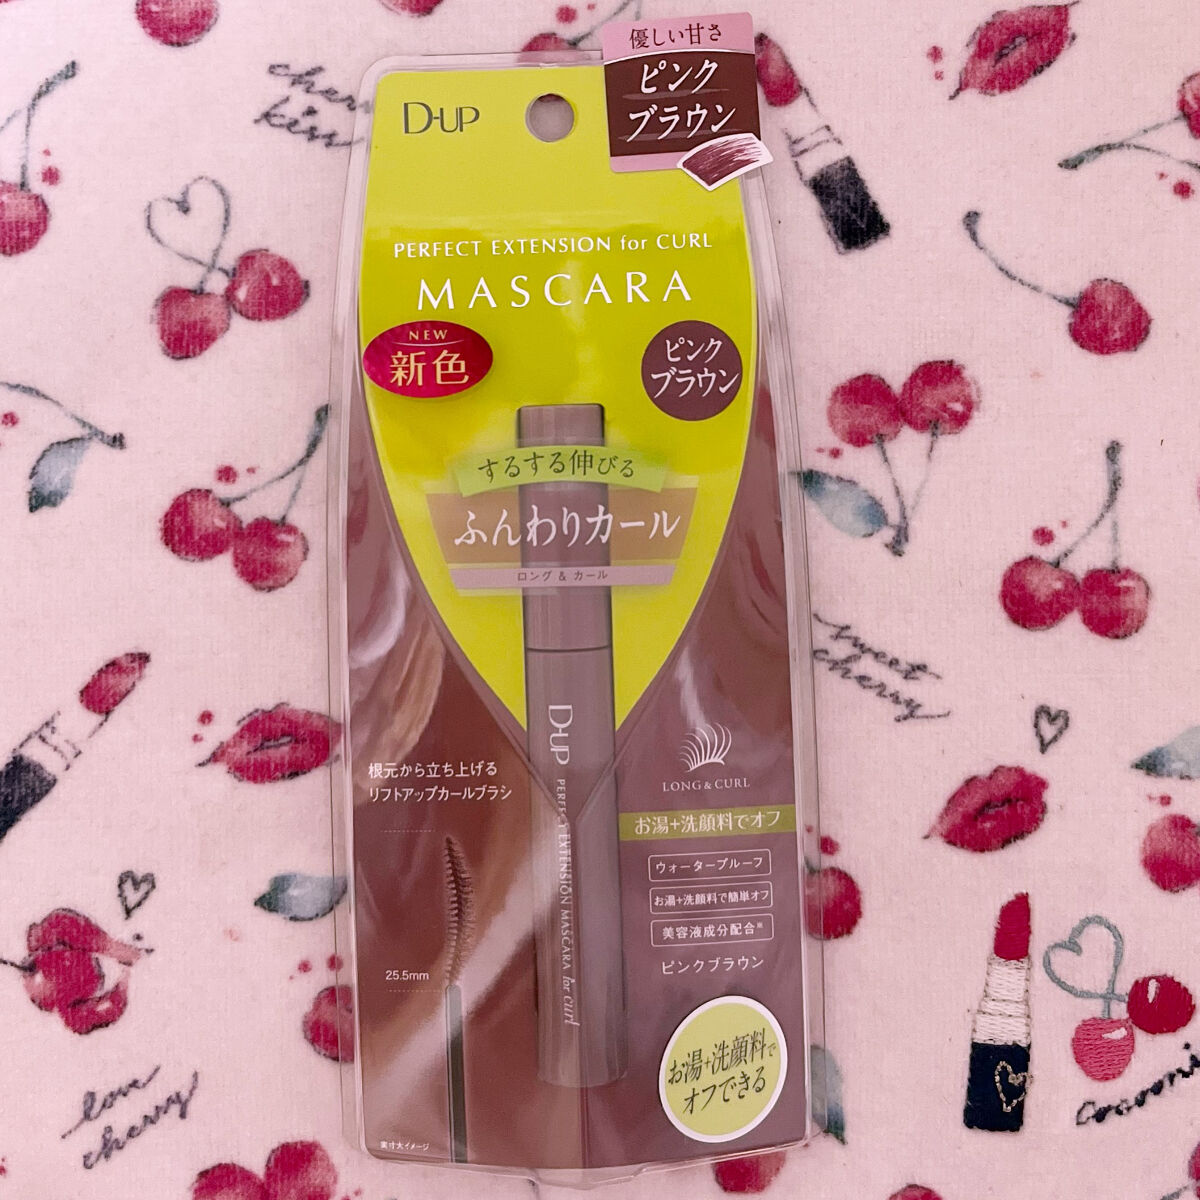 優しい甘さ
ピンク
ブラウン
D-UP
PERFECT EXTENSION for CURL
MASCARA
NEW
新色
ピンク
ブラウン
するする伸びる
ふんわりカール
ロング & カール
D-UP PERFECT EXTENSION MASCARA for curl
根元から立ち上げる
リフトアップカールブラシ
25.5mm
実寸大イメージ
LONG & CURL
お湯+洗顔料でオフ
ウォータープルーフ
お湯+洗顔料で簡単オフ
美容液成分配合※
ピンクブラウン
お湯+洗顔料で
オフできる
cherry
kiss
sweet
cherry
love
cherry